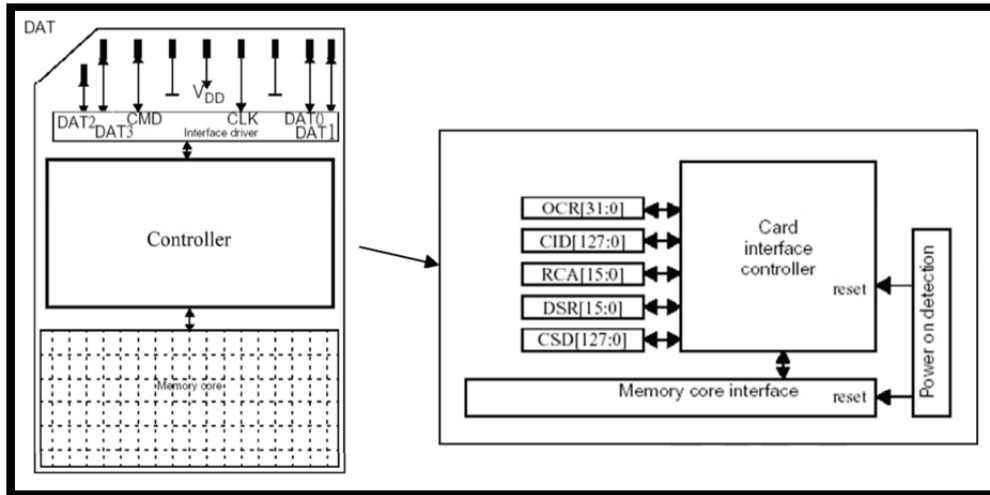 DAT
VDD
DAT2
DAT3
CMD
CLK
DAT0
DAT1
Interface driver
Controller
Memory core
OCR[31:0]
CID[127:0]
RCA[15:0]
DSR[15:0]
CSD[127:0]
Card
interface
controller
reset
Memory core interface
reset
Power on detection